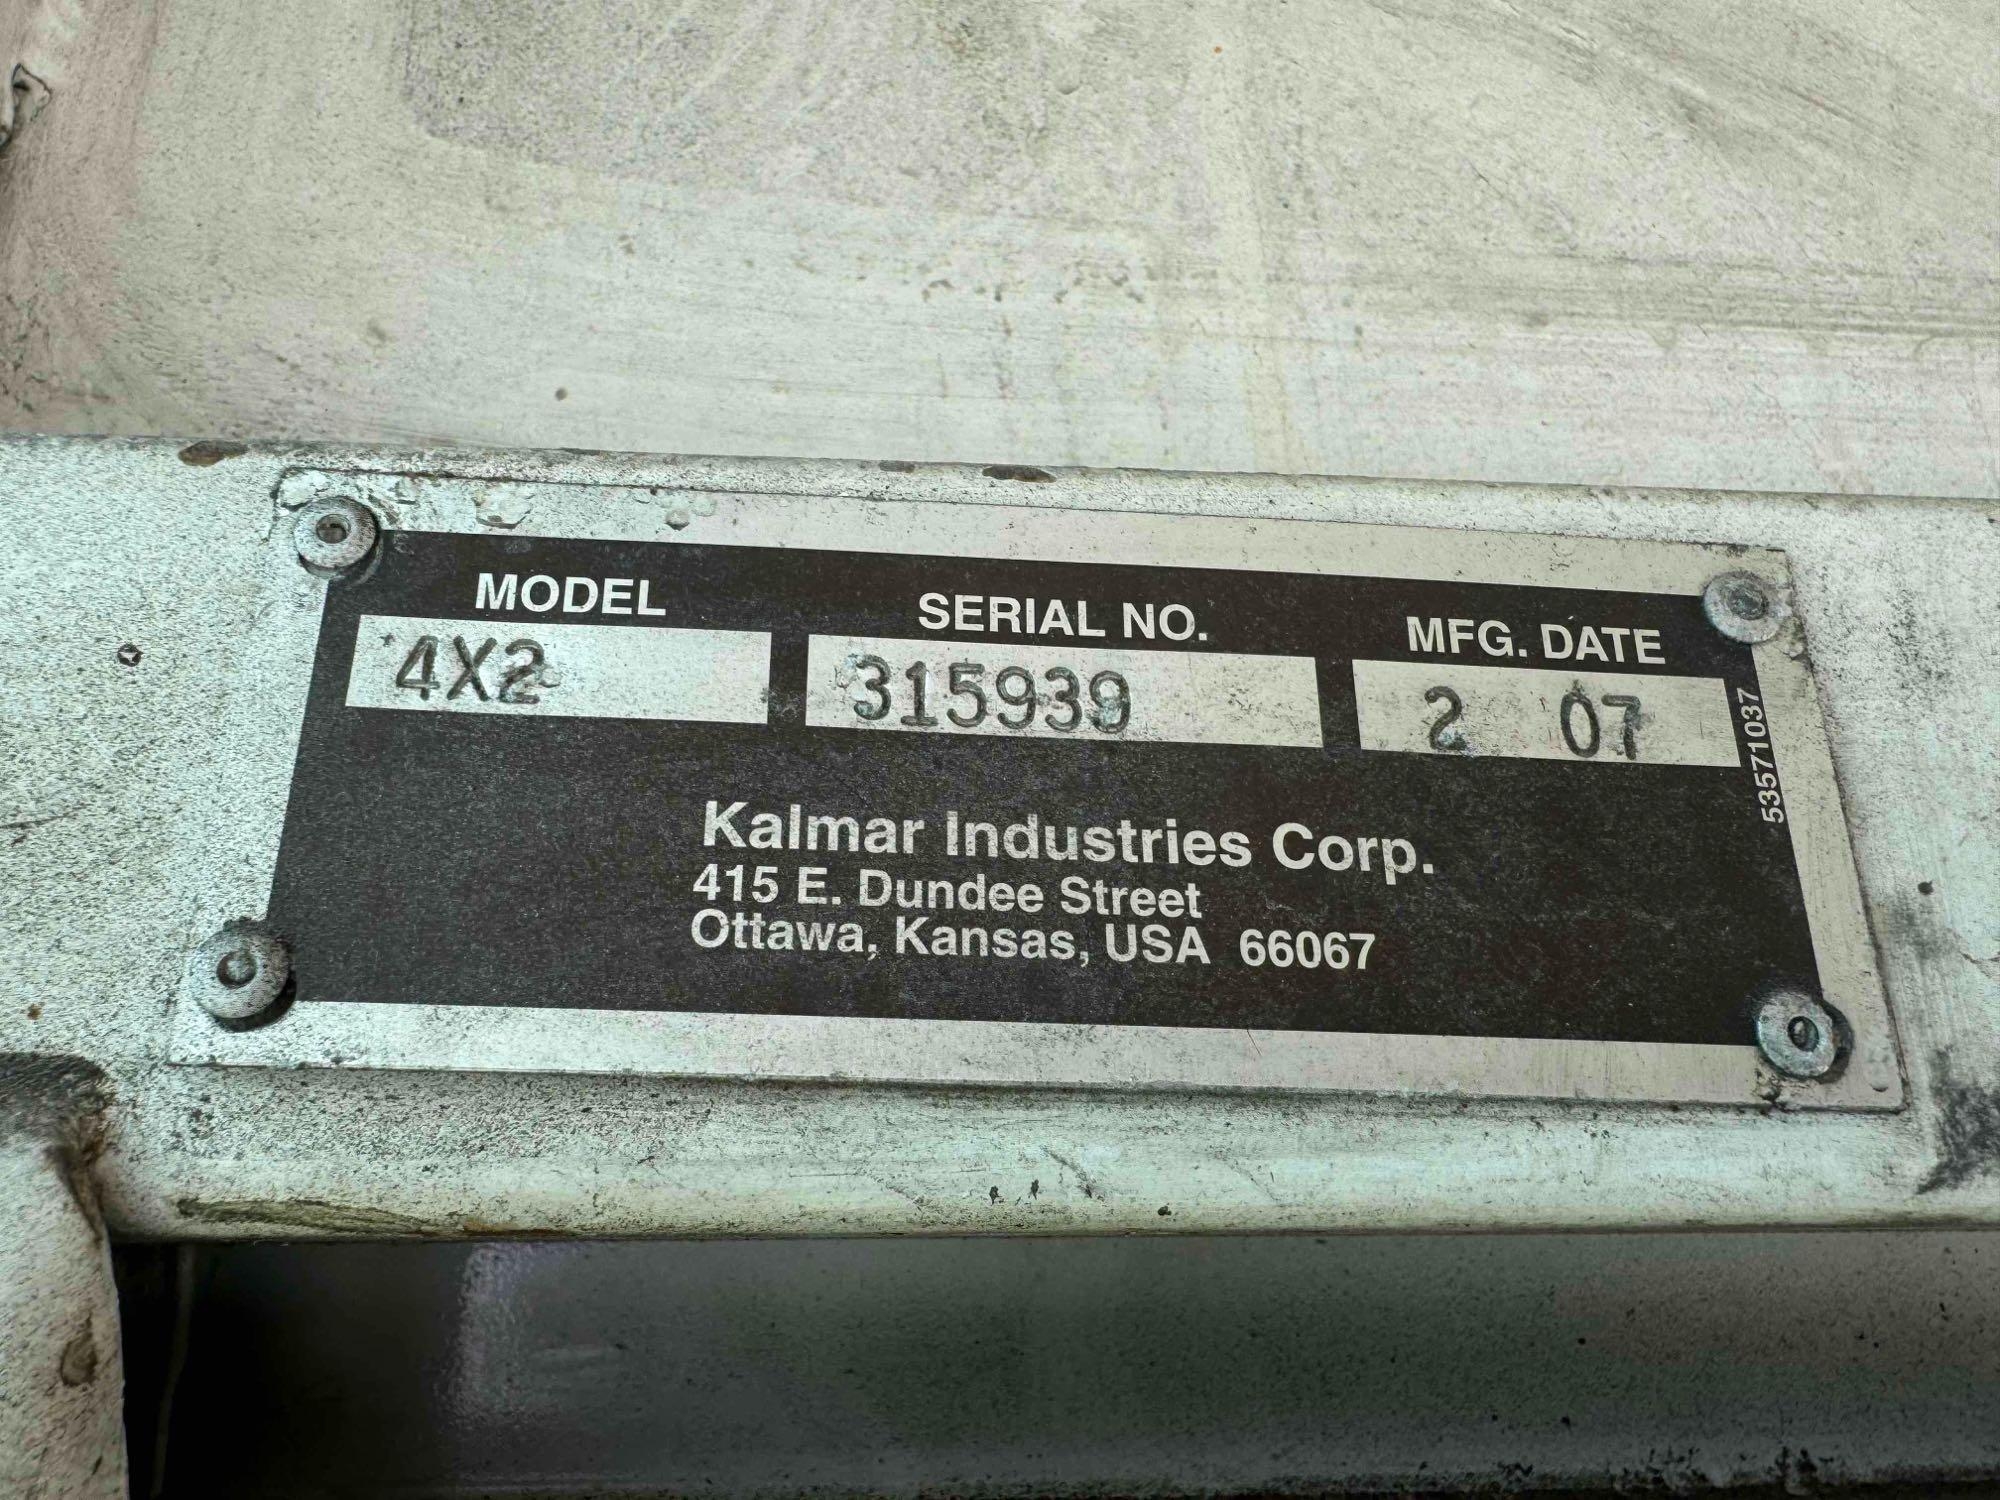 MODEL SERIAL NO. MFG. DATE
4X2 315939 2 07
53571037
Kalmar Industries Corp.
415 E. Dundee Street
Ottawa, Kansas, USA 66067